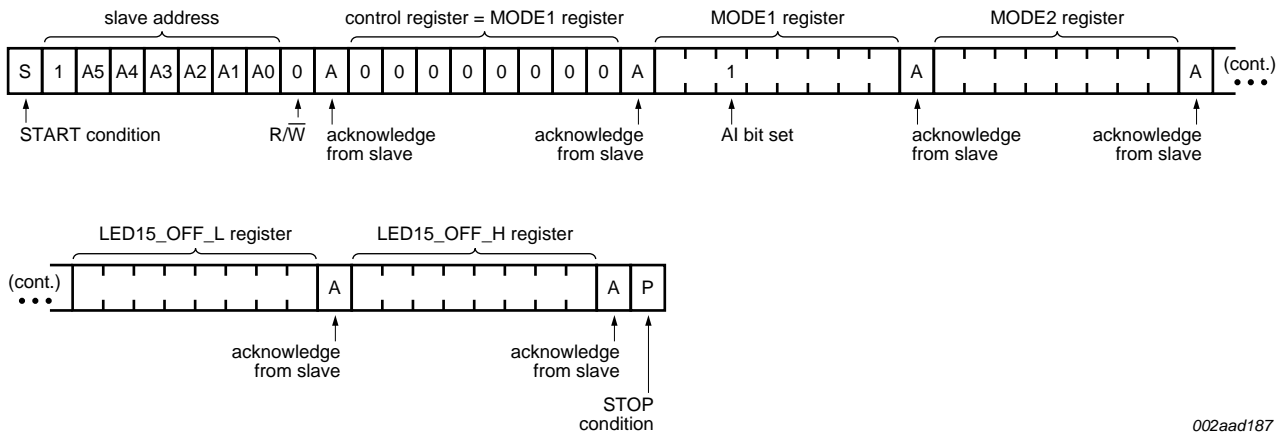 slave address control register = MODE1 register MODE1 register MODE2 register
S 1 A5 A4 A3 A2 A1 A0 0 A 0 0 0 0 0 0 0 0 A 1 A A (cont.)
START condition R/W̅ acknowledge from slave acknowledge from slave AI bit set acknowledge from slave acknowledge from slave
LED15_OFF_L register LED15_OFF_H register
(cont.) A A P
acknowledge from slave acknowledge from slave
STOP condition
002aad187